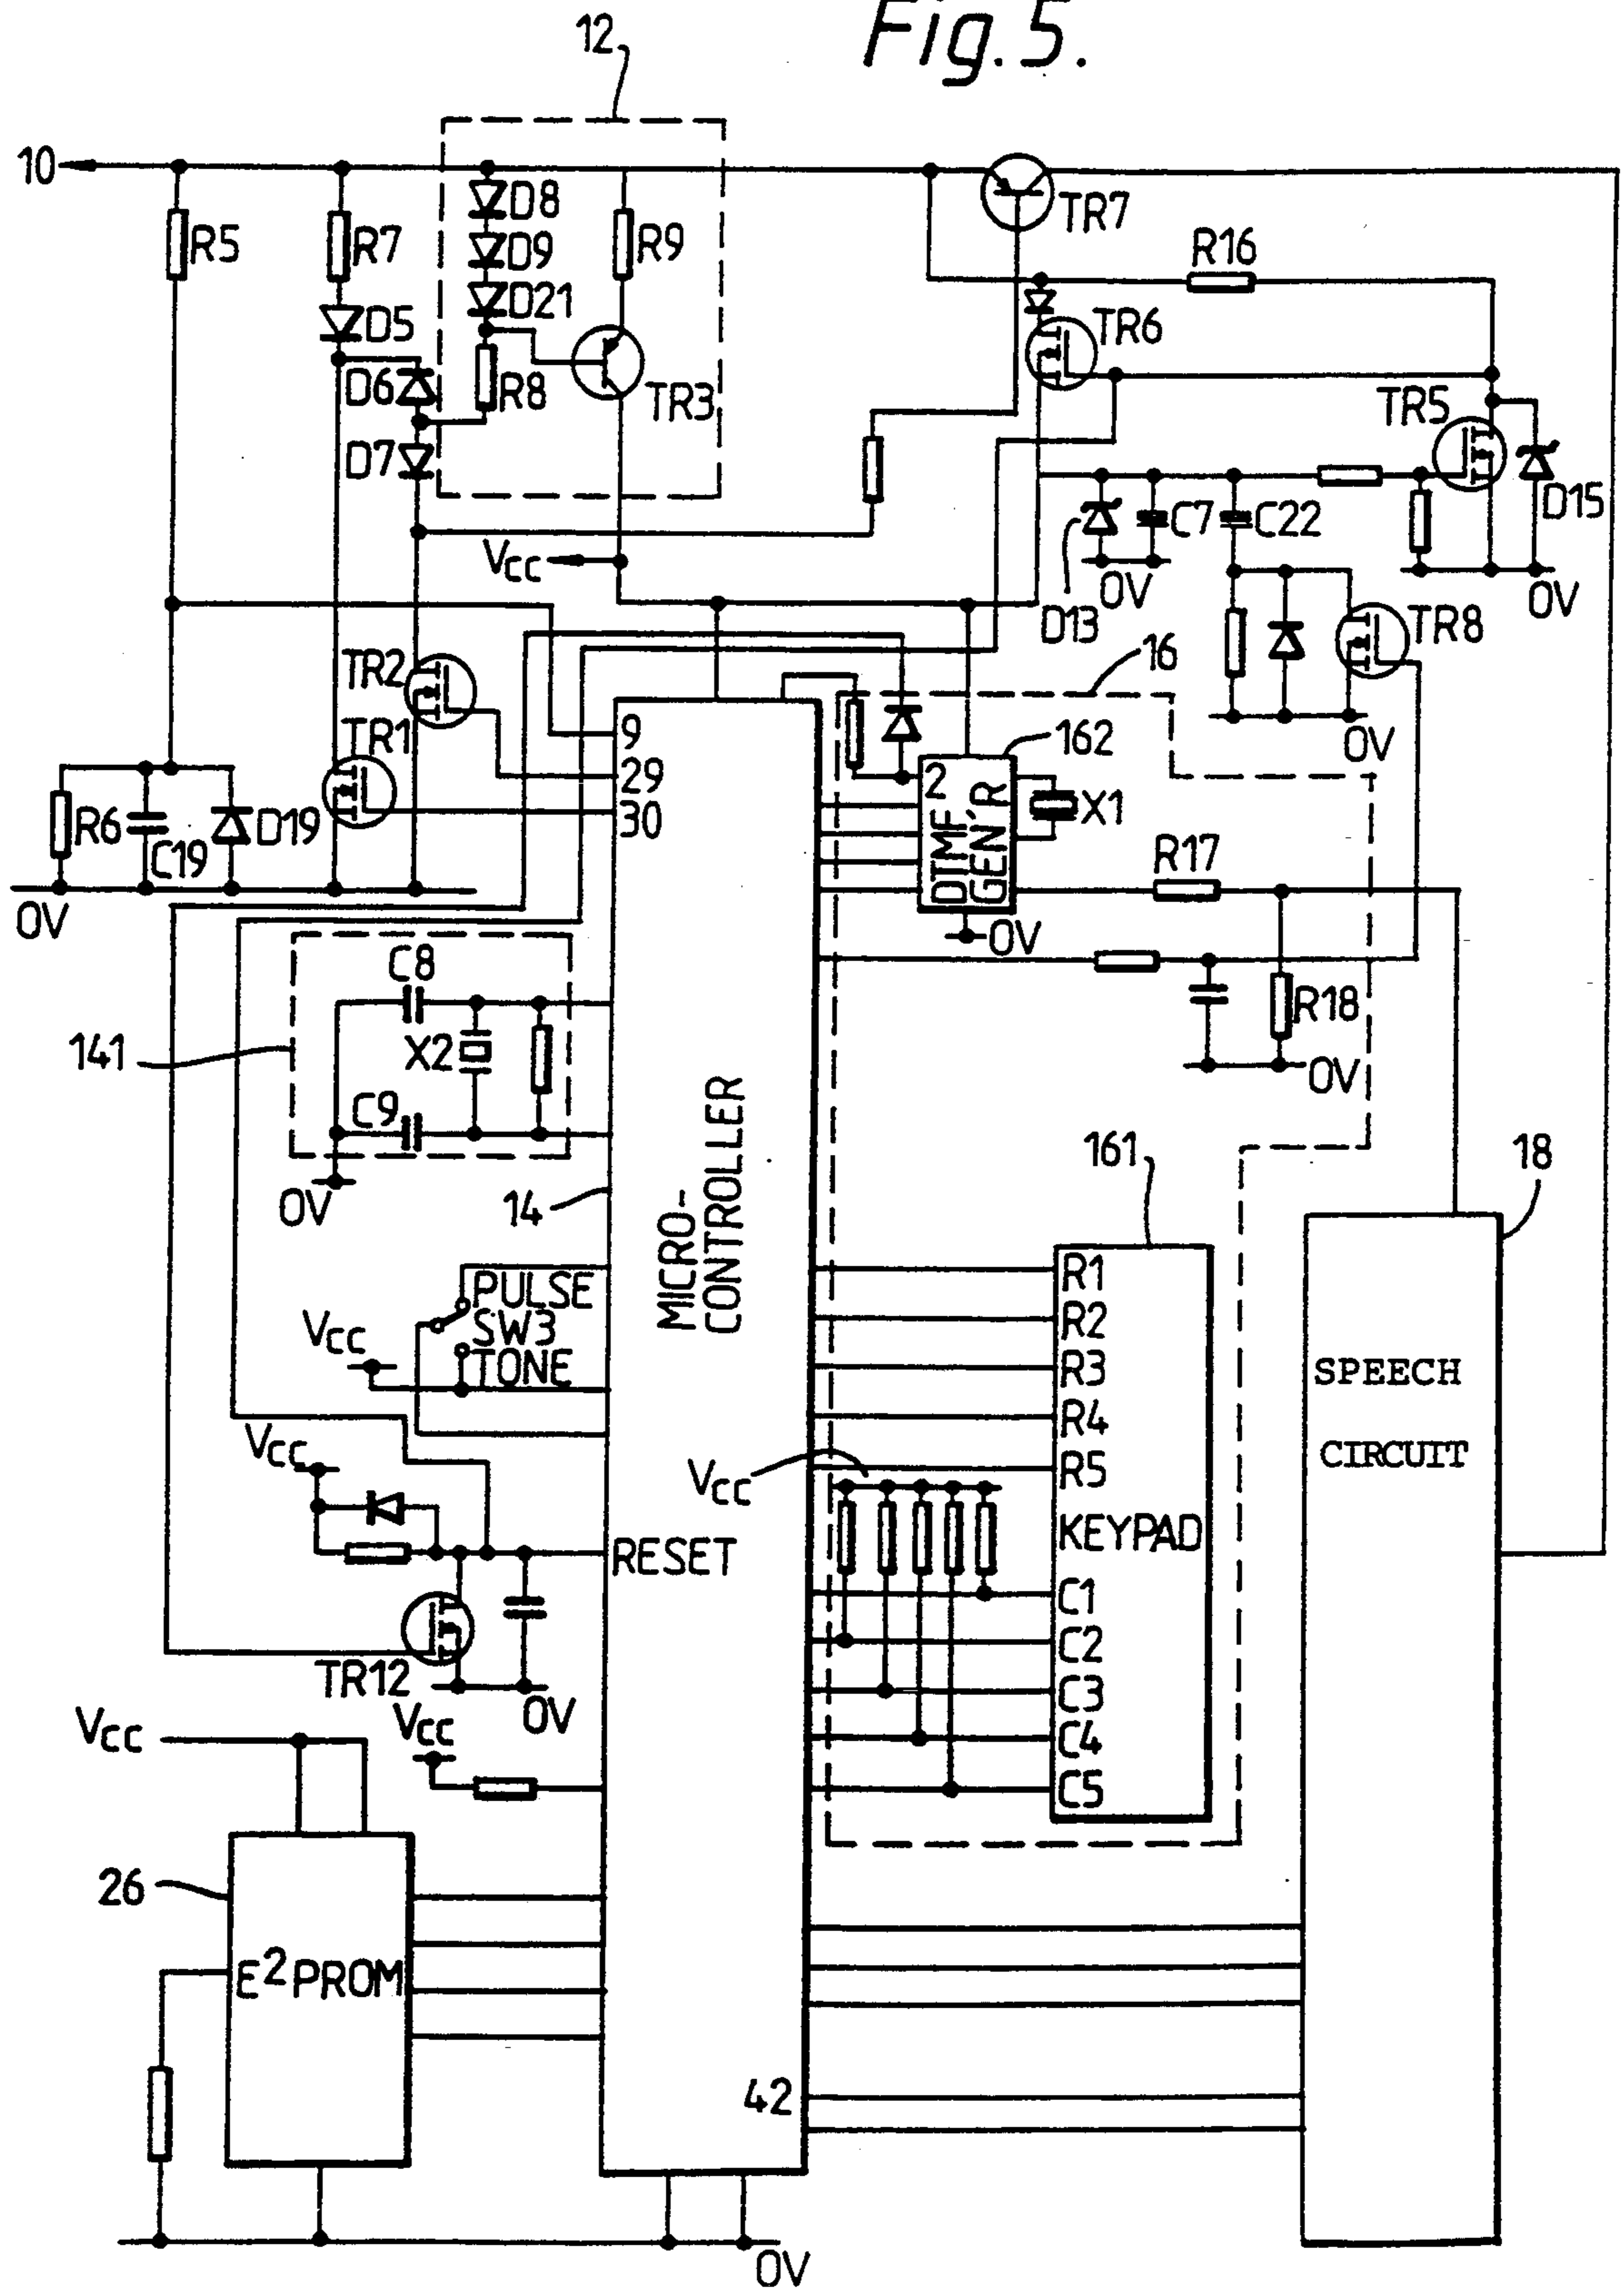 Fig.5.
12
10
D8
D9
D21
R9
R5
R7
D5
D6
D7
R8
TR3
TR7
R16
TR6
TR5
D15
C7
C22
0V
0V
D13
VCC
TR8
0V
TR2
TR1
16
162
9
29
30
2
DTMF
GEN'R
X1
R6
C19
D19
0V
R17
0V
R18
0V
C8
X2
C9
141
0V
14
MICRO-
CONTROLLER
161
18
PULSE
SW3
TONE
VCC
R1
R2
R3
R4
R5
KEYPAD
C1
C2
C3
C4
C5
VCC
SPEECH
CIRCUIT
VCC
RESET
TR12
0V
VCC
VCC
26
E²PROM
42
0V